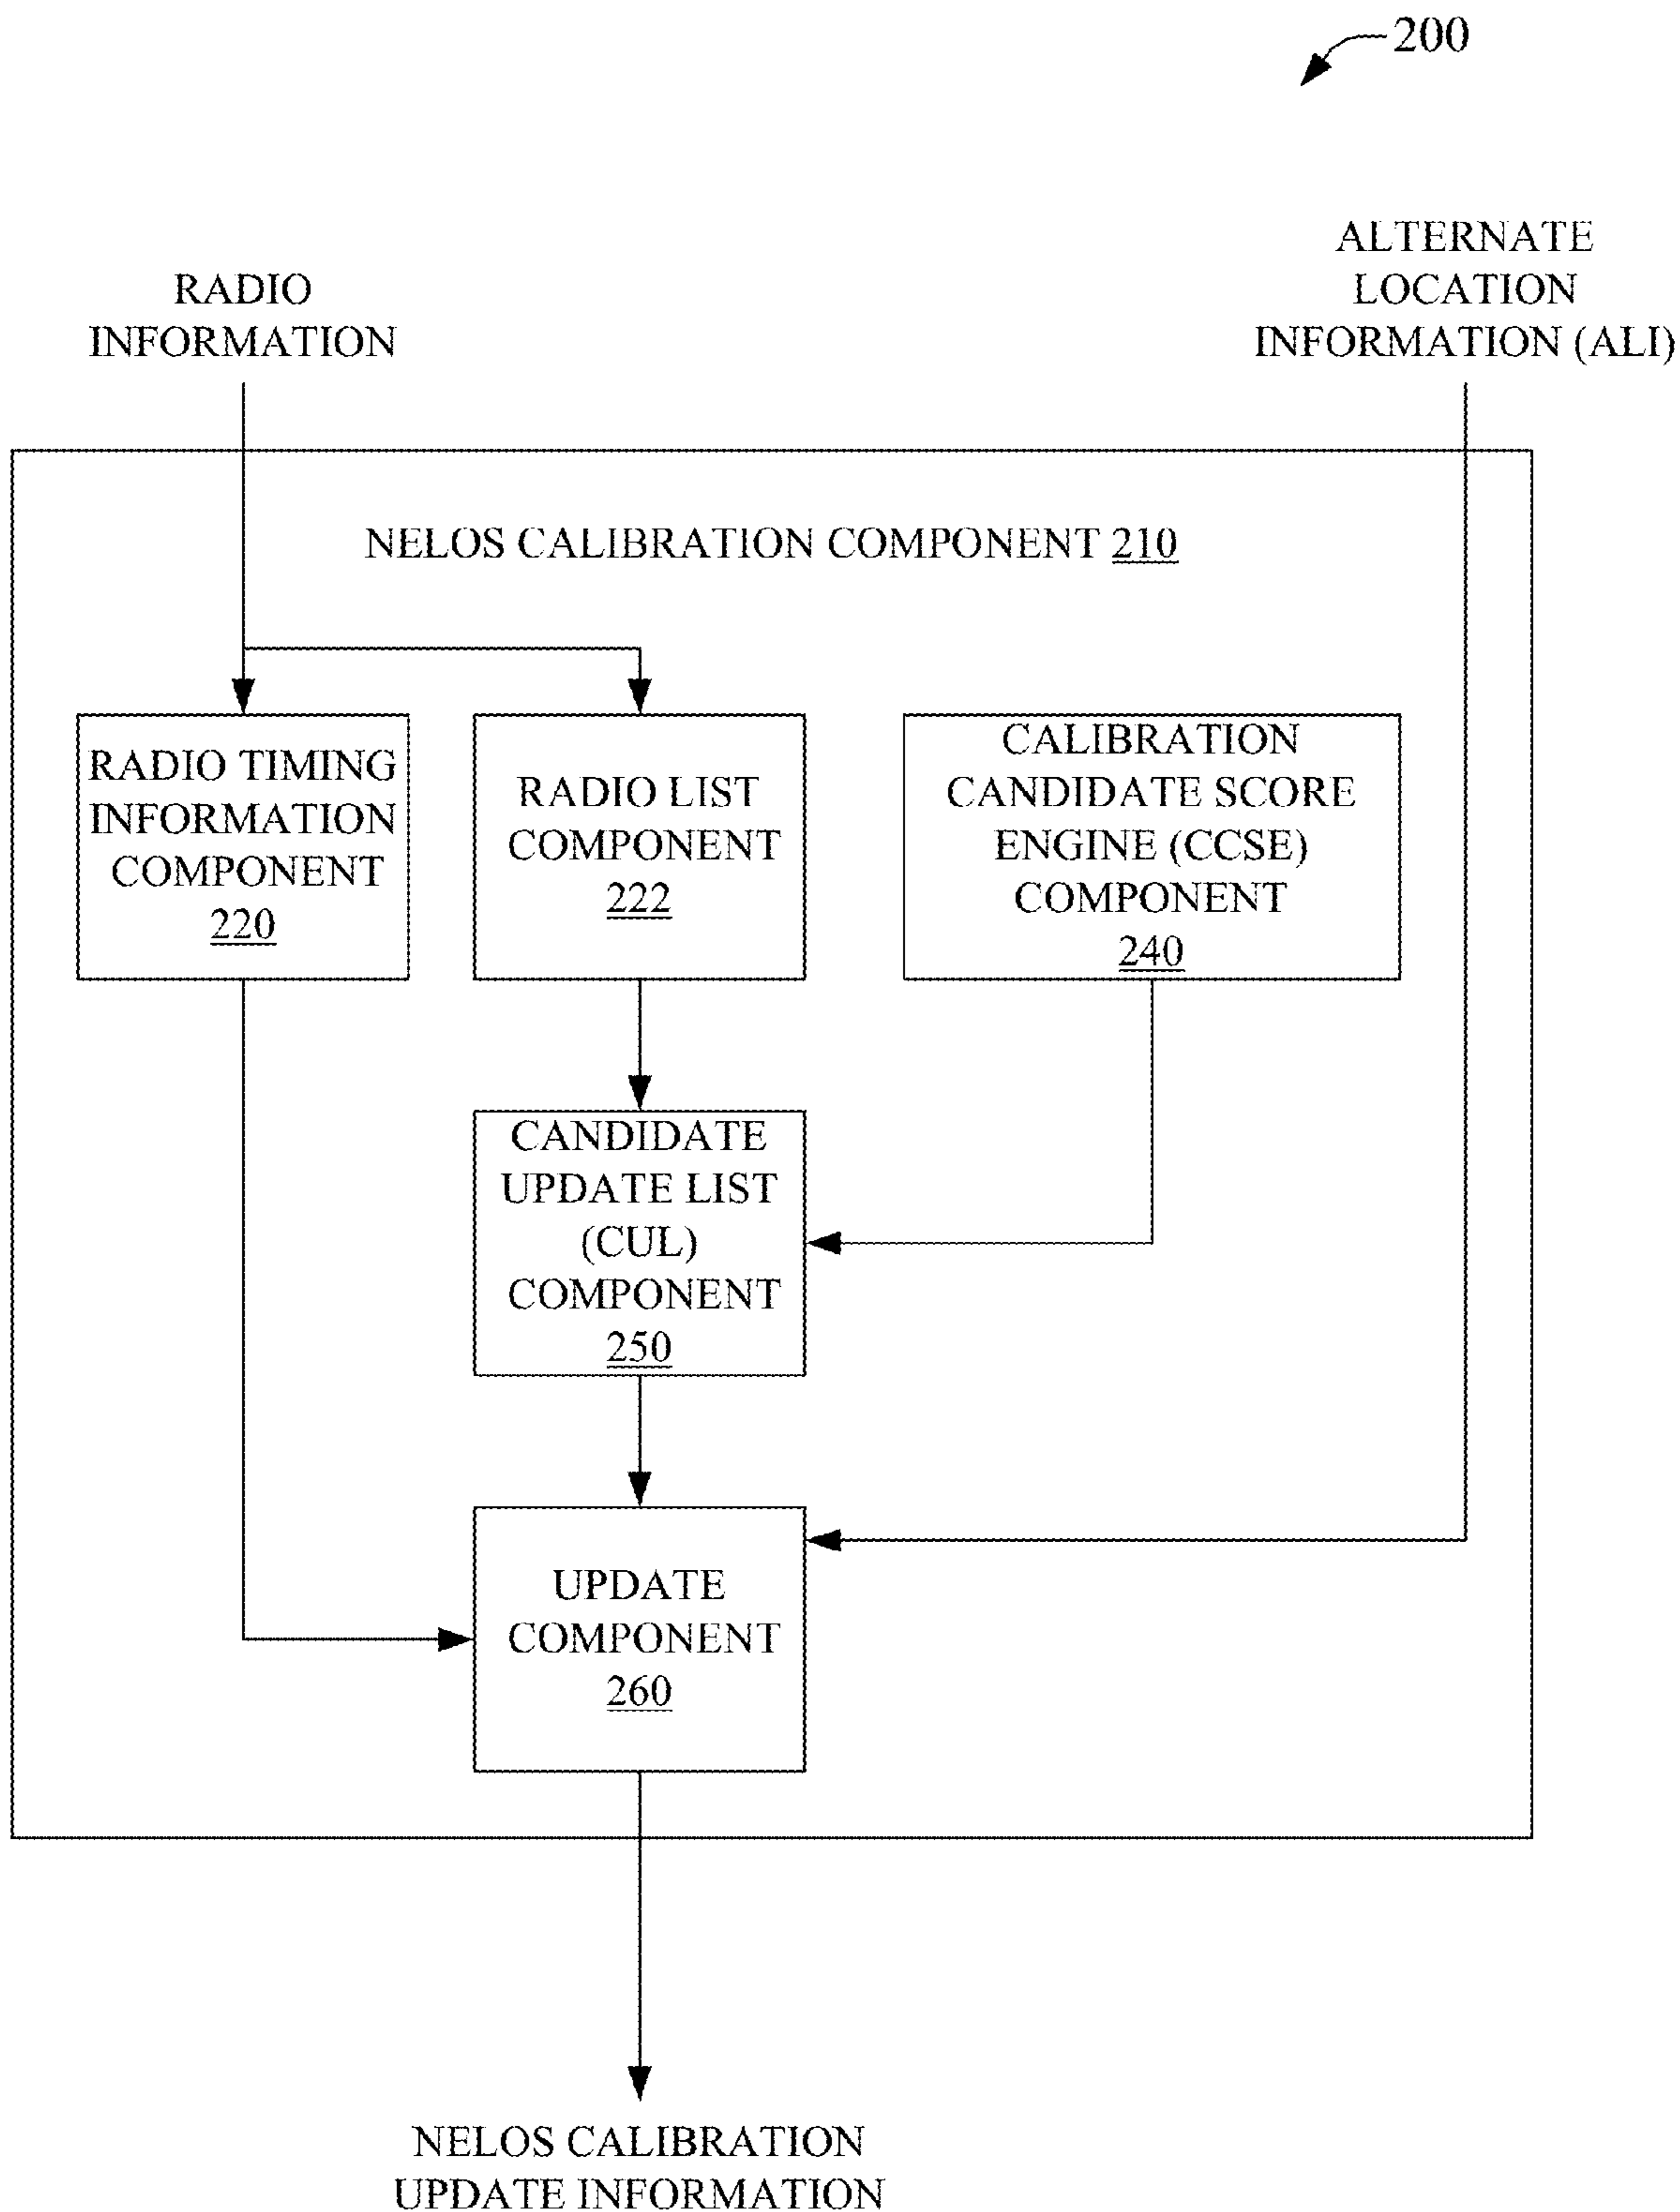 200
RADIO
INFORMATION
ALTERNATE
LOCATION
INFORMATION (ALI)
NELOS CALIBRATION COMPONENT 210
RADIO TIMING
INFORMATION
COMPONENT
220
RADIO LIST
COMPONENT
222
CALIBRATION
CANDIDATE SCORE
ENGINE (CCSE)
COMPONENT
240
CANDIDATE
UPDATE LIST
(CUL)
COMPONENT
250
UPDATE
COMPONENT
260
NELOS CALIBRATION
UPDATE INFORMATION